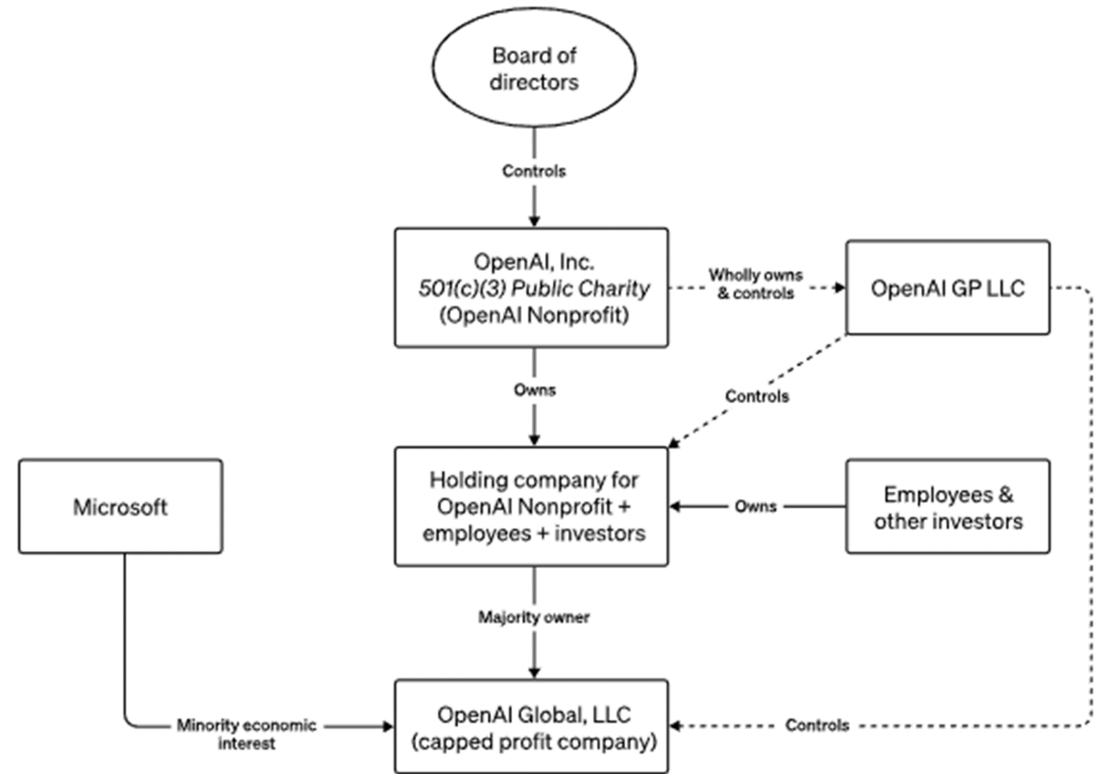 Board of
directors
Controls
OpenAI, Inc.
501(c)(3) Public Charity
(OpenAI Nonprofit)
Wholly owns
& controls
OpenAI GP LLC
Owns
Controls
Microsoft
Holding company for
OpenAI Nonprofit +
employees + investors
Owns
Employees &
other investors
Majority owner
Minority economic
interest
OpenAI Global, LLC
(capped profit company)
Controls